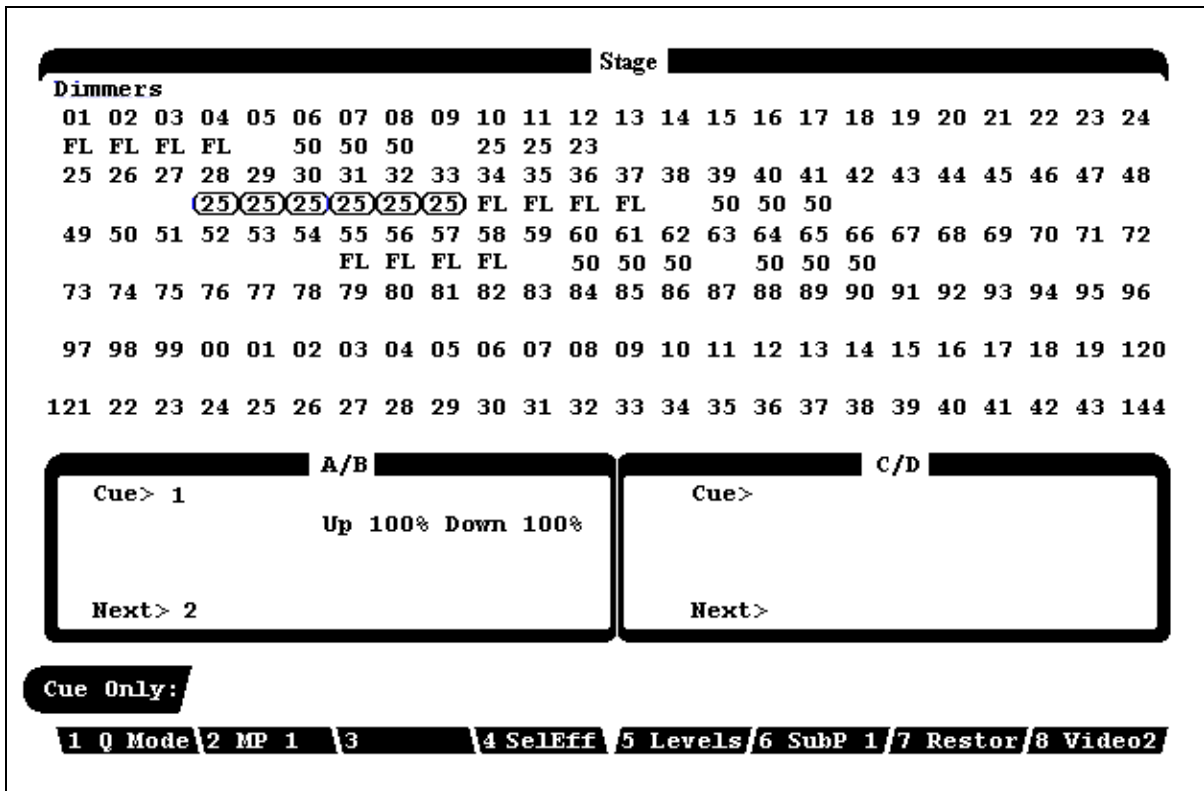 Stage
Dimmers
01 02 03 04 05 06 07 08 09 10 11 12 13 14 15 16 17 18 19 20 21 22 23 24
FL FL FL FL 50 50 50 25 25 23
25 26 27 28 29 30 31 32 33 34 35 36 37 38 39 40 41 42 43 44 45 46 47 48
25 25 25 25 25 25 FL FL FL FL 50 50 50
49 50 51 52 53 54 55 56 57 58 59 60 61 62 63 64 65 66 67 68 69 70 71 72
FL FL FL FL 50 50 50 50 50 50
73 74 75 76 77 78 79 80 81 82 83 84 85 86 87 88 89 90 91 92 93 94 95 96
97 98 99 00 01 02 03 04 05 06 07 08 09 10 11 12 13 14 15 16 17 18 19 120
121 22 23 24 25 26 27 28 29 30 31 32 33 34 35 36 37 38 39 40 41 42 43 144
A/B
Cue> 1
Up 100% Down 100%
Next> 2
C/D
Cue>
Next>
Cue Only:
1 Q Mode 2 MP 1 3 4 SelEff 5 Levels 6 SubP 1 7 Restor 8 Video2